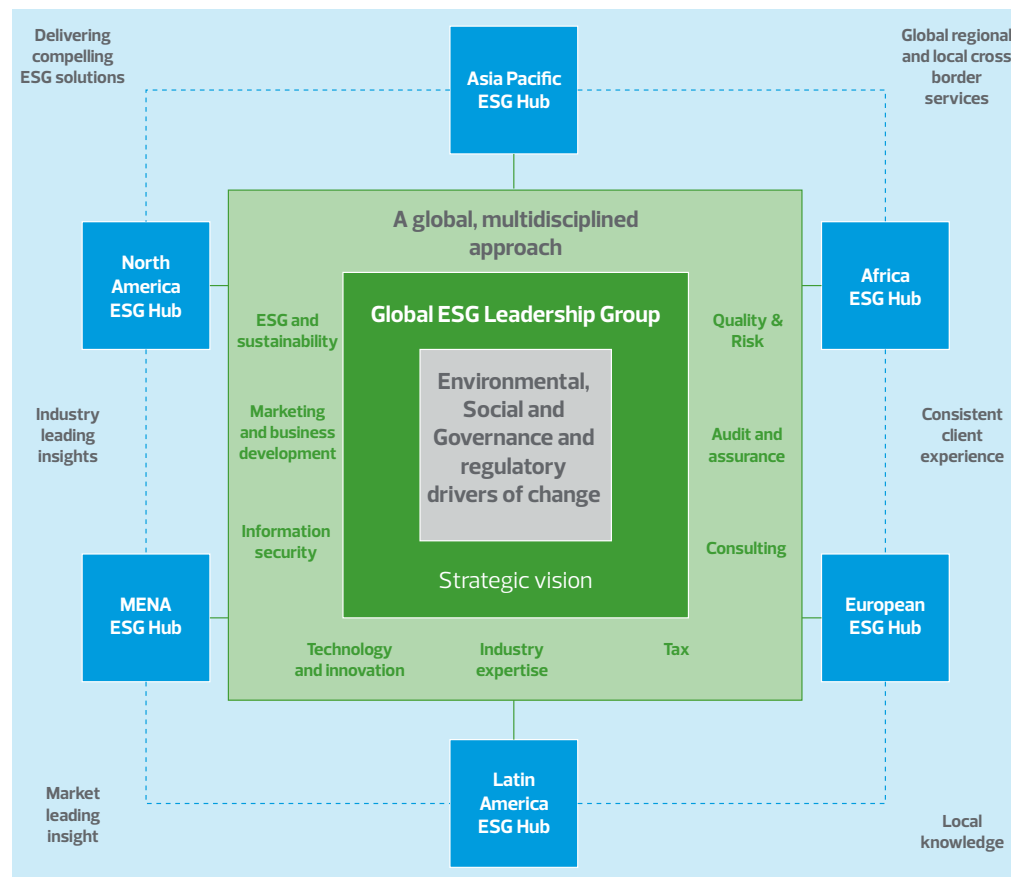 Delivering
compelling
ESG solutions
Asia Pacific
ESG Hub
Global regional
and local cross
border
services
A global, multidisciplined
approach
North
America
ESG Hub
Africa
ESG Hub
Global ESG Leadership Group
ESG and
sustainability
Quality &
Risk
Environmental,
Social and
Governance and
regulatory
drivers of change
Marketing
and business
development
Audit and
assurance
Industry
leading
insights
Consistent
client
experience
Information
security
Consulting
MENA
ESG Hub
Strategic vision
European
ESG Hub
Technology
and innovation
Industry
expertise
Tax
Market
leading
insight
Latin
America
ESG Hub
Local
knowledge